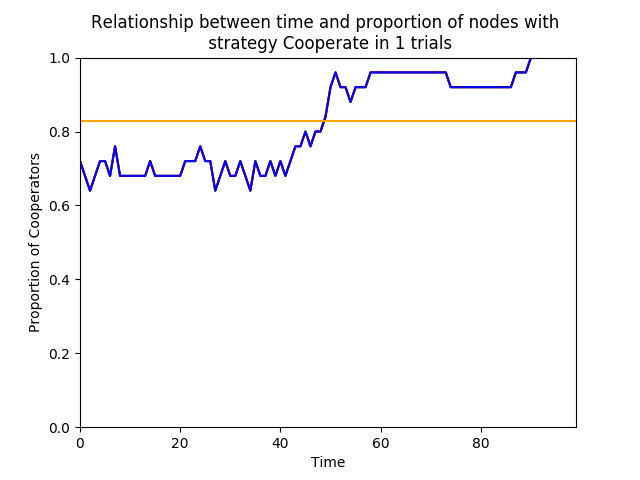 Relationship between time and proportion of nodes with
strategy Cooperate in 1 trials
1.0
0.8
0.6
0.4
0.2
0.0
Proportion of Cooperators
0 20 40 60 80
Time